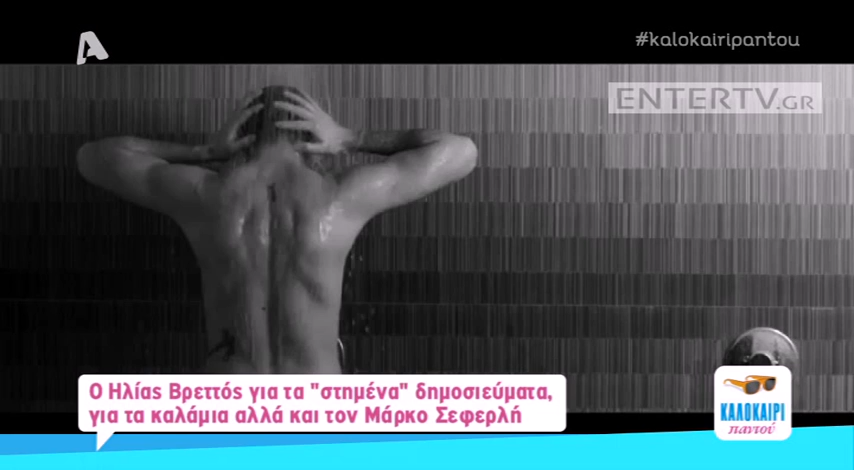 #kalokairipantou
ENTERTV.GR
Ο Ηλίας Βρεττός για τα "στημένα" δημοσιεύματα,
για τα καλάμια αλλά και τον Μάρκο Σεφερλή
ΚΑΛΟΚΑΙΡΙ
παντού